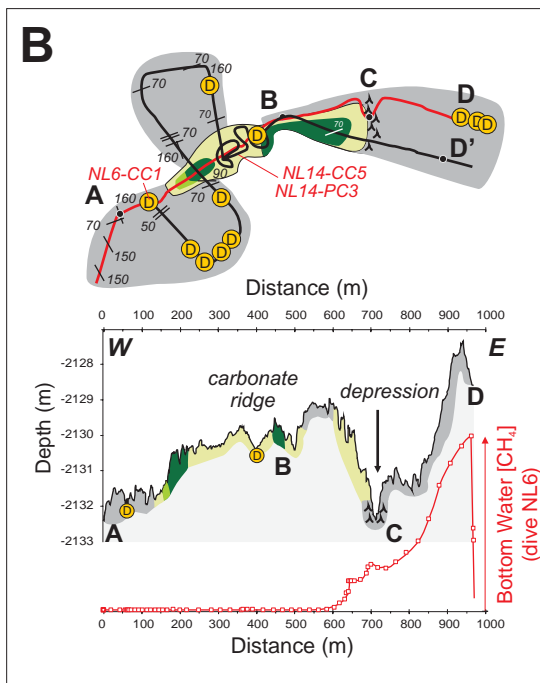 B
70
160
D
70
70
B
C
D
D D D
D
70
160
70
D'
NL6-CC1
NL14-CC5
NL14-PC3
90
A
160
D
70
D
50
70
D
150
D D D
150
Distance (m)
0 100 200 300 400 500 600 700 800 900 1000
W
E
-2128
-2129
-2130
-2131
-2132
-2133
Depth (m)
carbonate
ridge
depression
D
B
D
D
A
C
Bottom Water [CH4]
(dive NL6)
0 100 200 300 400 500 600 700 800 900 1000
Distance (m)